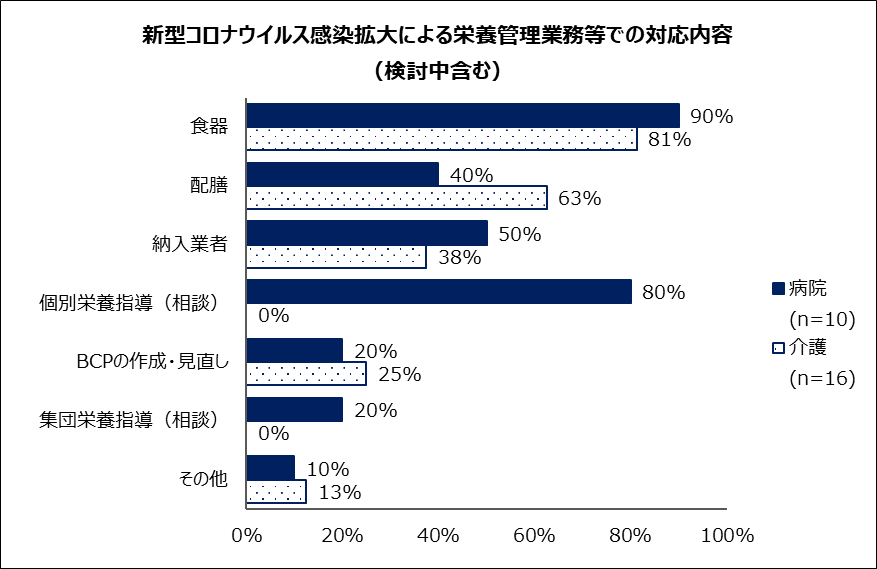 新型コロナウイルス感染拡大による栄養管理業務等での対応内容
（検討中含む）
食器
90%
81%
配膳
40%
63%
納入業者
50%
38%
個別栄養指導（相談）
80%
0%
BCPの作成・見直し
20%
25%
集団栄養指導（相談）
20%
0%
その他
10%
13%
0% 20% 40% 60% 80% 100%
病院
(n=10)
介護
(n=16)